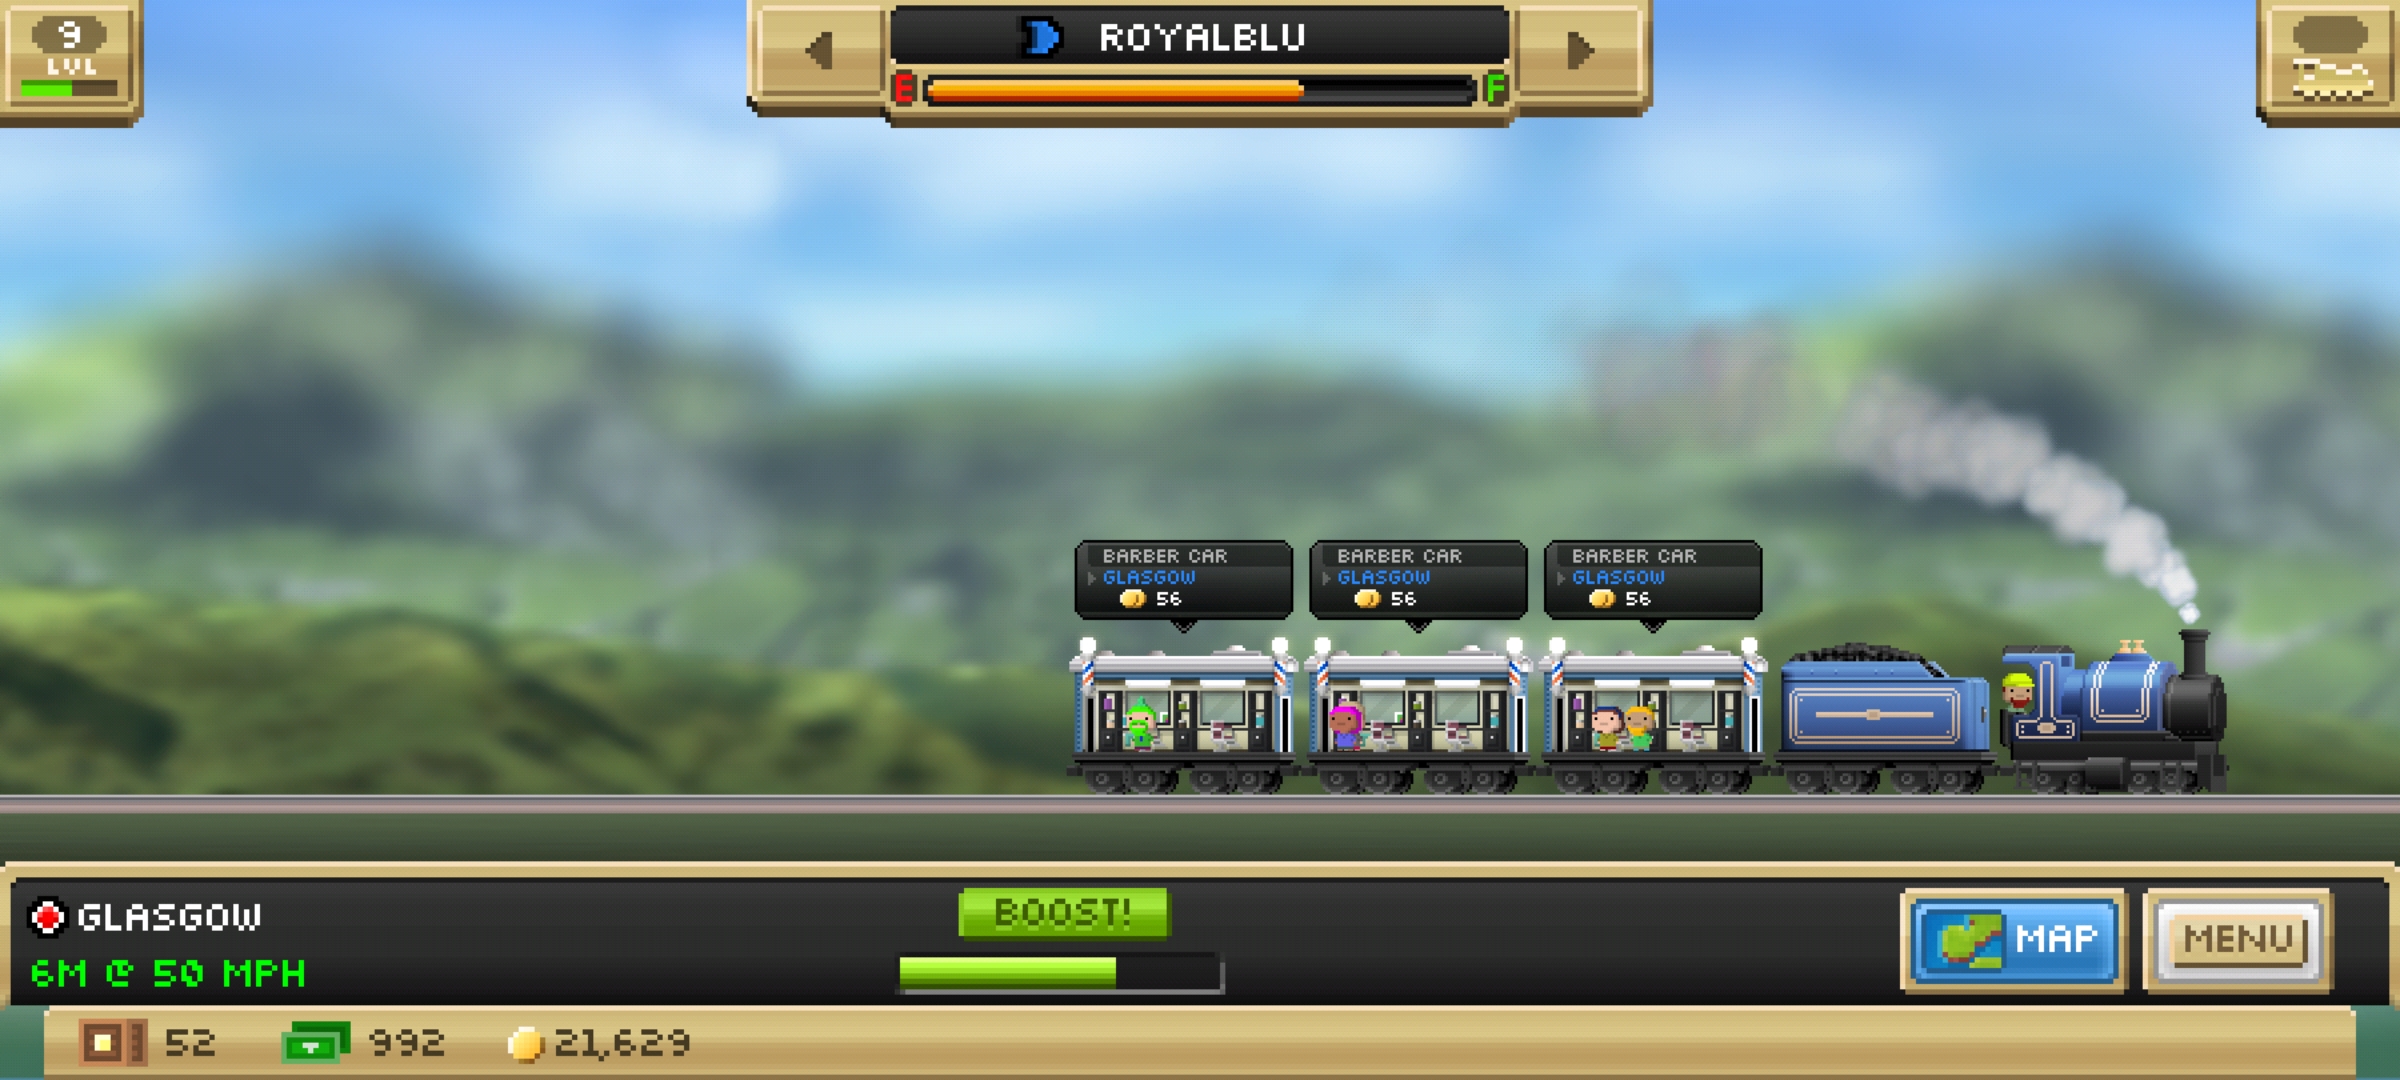 9
LVL
ROYALBLU
E F
BARBER CAR
GLASGOW
56
BARBER CAR
GLASGOW
56
BARBER CAR
GLASGOW
56
GLASGOW
6M @ 50 MPH
BOOST!
MAP
MENU
52
992
21,629